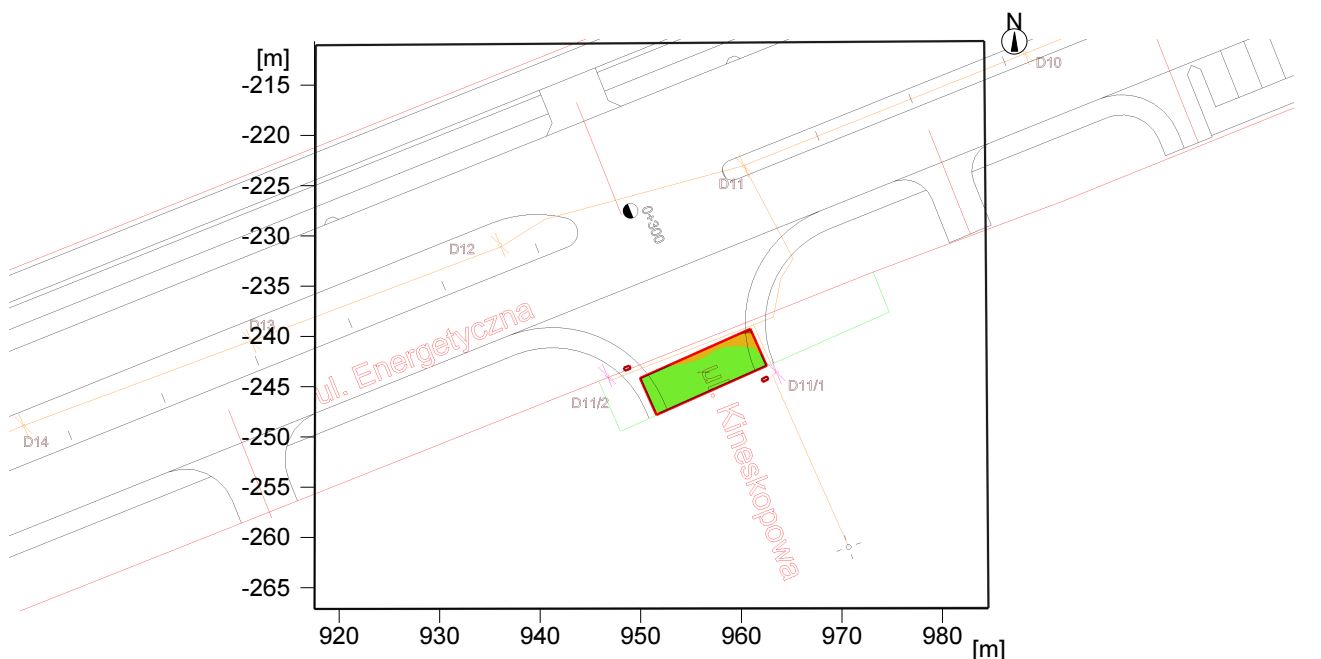 N
[m]
D10
-215
-220
-225
D11
0+300
-230
D12
-235
D13
-240
ul. Energetyczna
-245
D11/2
D11/1
ul. Kineskopowa
D14
-250
-255
-260
-265
920
930
940
950
960
970
980
[m]